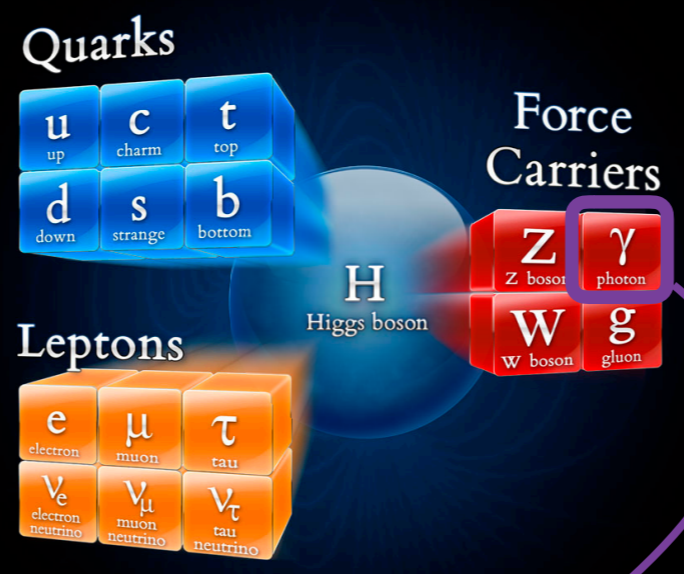 Quarks
u
up
c
charm
t
top
d
down
s
strange
b
bottom
Force
Carriers
Z
Z boson
γ
photon
W
W boson
g
gluon
H
Higgs boson
Leptons
e
electron
μ
muon
τ
tau
νe
electron
neutrino
νμ
muon
neutrino
ντ
tau
neutrino